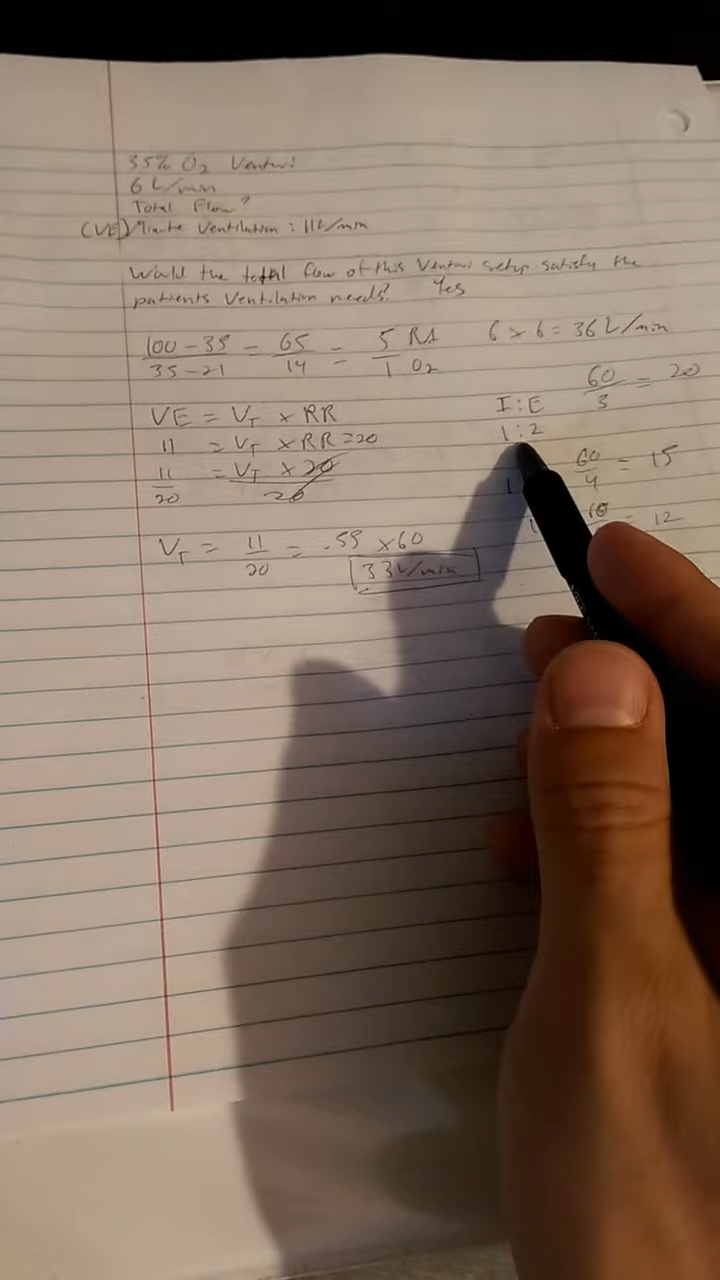 35% O2 Venturi
6 L/min
Total Flow?
(VE) Minute Ventilation: 11L/min
Would the total flow of this Venturi setup satisfy the
patients Ventilation needs? Yes
100-35 / 35-21 = 65 / 14 = 5 / 1 RA O2
6 x 6 = 36 L/min
VE = VT x RR
11 = VT x RR = 20
11 / 20 = VT x 20 / 20
VT = 11 / 20 = .55 x 60
33L/min
I:E
1:2
60 / 3 = 20
1
60 / 4 = 15
1
60
= 12